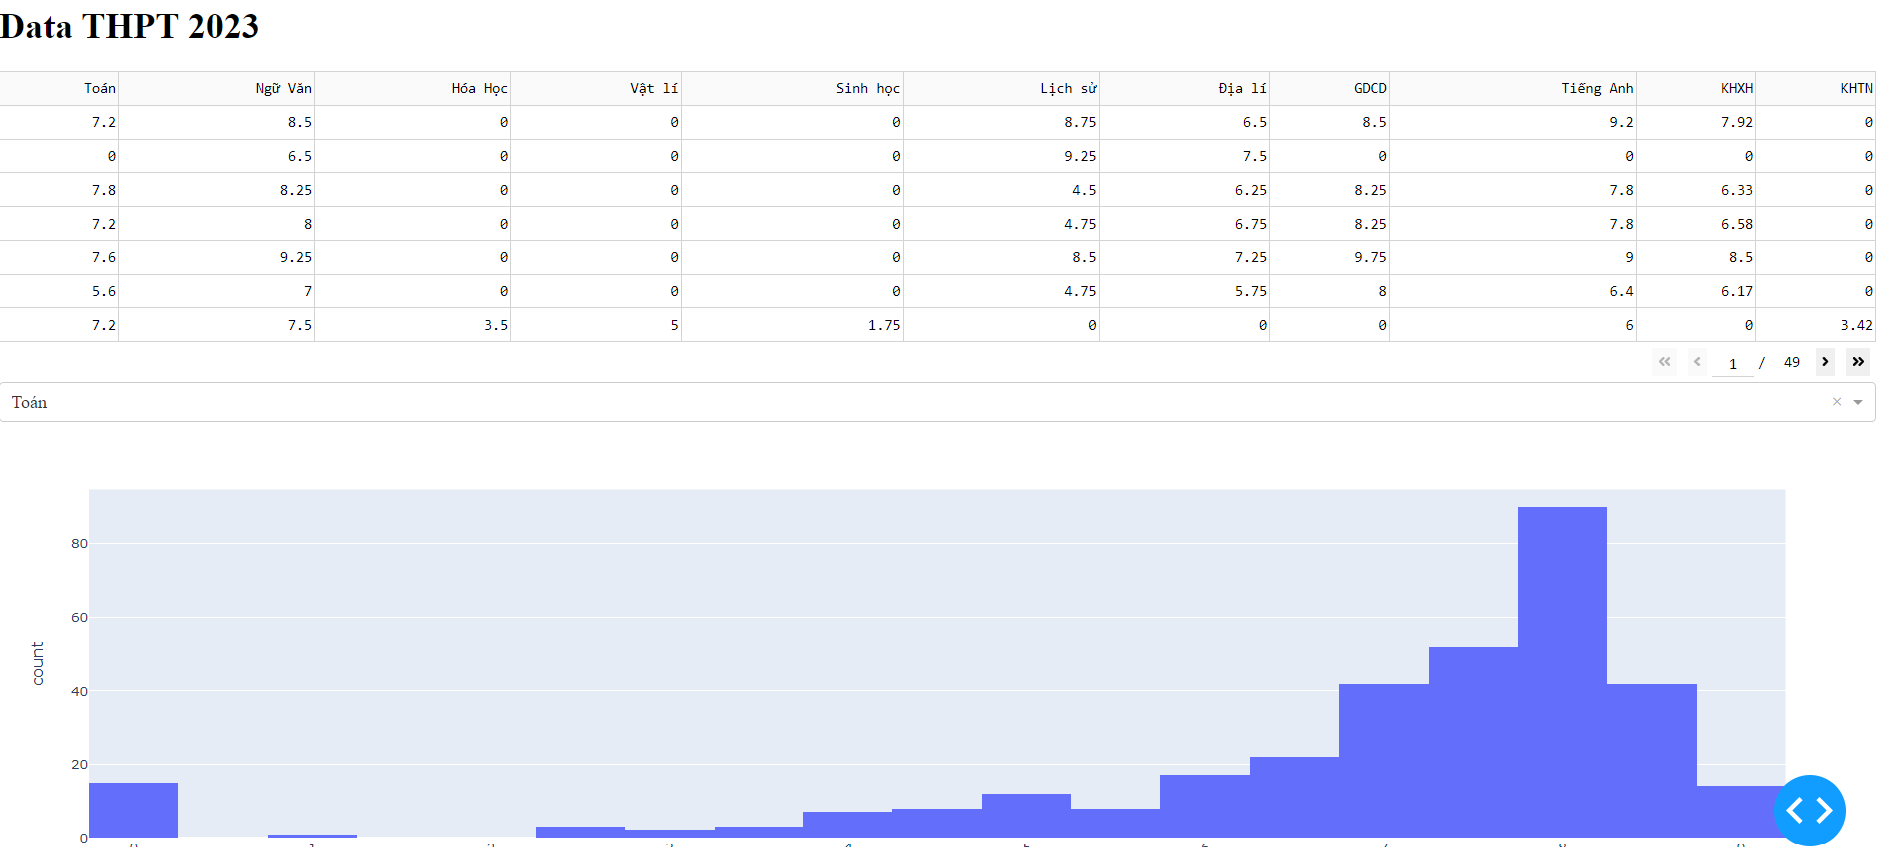 Data THPT 2023
Toán Ngữ Văn Hóa Học Vật lí Sinh học Lịch sử Địa lí GDCD Tiếng Anh KHXH KHTN
7.2 8.5 0 0 0 8.75 6.5 8.5 9.2 7.92 0
0 6.5 0 0 0 9.25 7.5 0 0 0 0
7.8 8.25 0 0 0 4.5 6.25 8.25 7.8 6.33 0
7.2 8 0 0 0 4.75 6.75 8.25 7.8 6.58 0
7.6 9.25 0 0 0 8.5 7.25 9.75 9 8.5 0
5.6 7 0 0 0 4.75 5.75 8 6.4 6.17 0
7.2 7.5 3.5 5 1.75 0 0 0 6 0 3.42
1 / 49
Toán
80
60
count
40
20
0